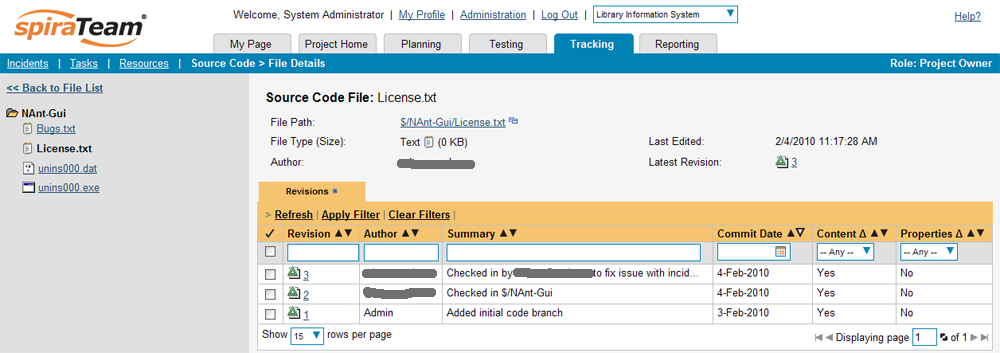 spiraTeam®
Welcome, System Administrator | My Profile | Administration | Log Out | Library Information System
Help?
My Page Project Home Planning Testing Tracking Reporting
Incidents | Tasks | Resources | Source Code > File Details Role: Project Owner
<< Back to File List
NAnt-Gui
Bugs.txt
License.txt
unins000.dat
unins000.exe
Source Code File: License.txt
File Path: $/NAnt-Gui/License.txt
File Type (Size): Text (0 KB) Last Edited: 2/4/2010 11:17:28 AM
Author: Latest Revision: 3
Revisions
> Refresh | Apply Filter | Clear Filters |
Revision Author Summary Commit Date Content Δ Properties Δ
-- Any -- -- Any --
3 Checked in by to fix issue with incid... 4-Feb-2010 Yes No
2 Checked in $/NAnt-Gui 4-Feb-2010 Yes No
1 Admin Added initial code branch 3-Feb-2010 Yes No
Show 15 rows per page Displaying page 1 of 1